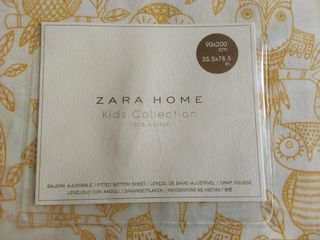 90x200
cm
35.5x78.5
in.
ZARA HOME
Kids Collection
100% cotton
BAJERA AJUSTABLE / FITTED BOTTOM SHEET / LENÇOL DE BAIXO AJUSTÁVEL / DRAP HOUSSE
LENZUOLO CON ANGOLI / SPANNBETTLAKEN /